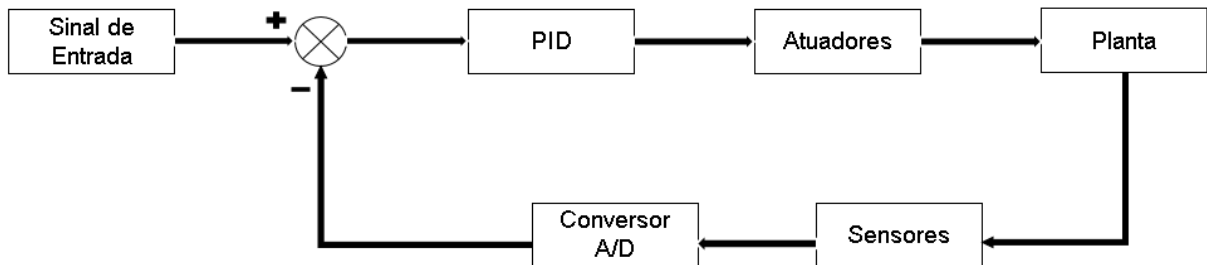 Sinal de
Entrada
+
−
PID
Atuadores
Planta
Conversor
A/D
Sensores